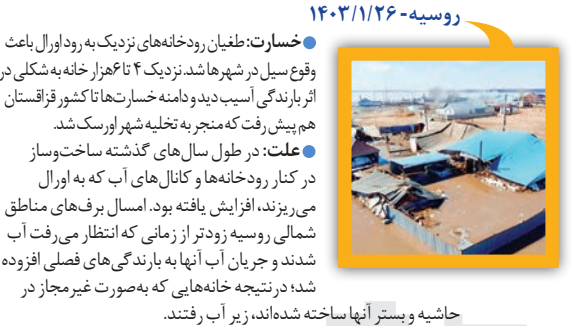 روسیه- ۱۴۰۳/۱/۲۶
خسارت: طغیان رودخانه‌های نزدیک به رود اورال باعث
وقوع سیل در شهرها شد. نزدیک ۴ تا ۶هزار خانه به شکلی در
اثر بارندگی آسیب دید و دامنه خسارت‌ها تا کشور قزاقستان
هم پیش رفت که منجر به تخلیه شهر اورسک شد.
علت: در طول سال‌های گذشته ساخت‌وساز
در کنار رودخانه‌ها و کانال‌های آب که به اورال
می‌ریزند، افزایش یافته بود. امسال برف‌های مناطق
شمالی روسیه زودتر از زمانی که انتظار می‌رفت آب
شدند و جریان آب آنها به بارندگی‌های فصلی افزوده
شد؛ درنتیجه خانه‌هایی که به‌صورت غیرمجاز در
حاشیه و بستر آنها ساخته شده‌اند، زیر آب رفتند.